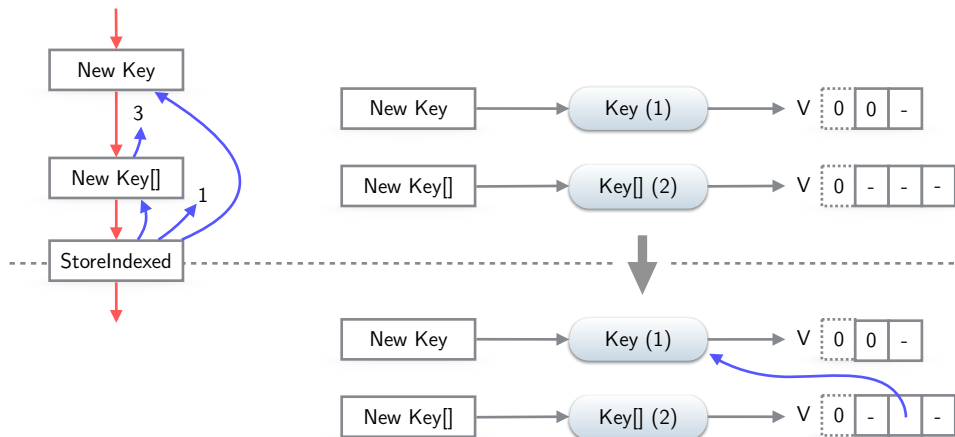 New Key
3
New Key[]
1
StoreIndexed
New Key Key (1) V 0 0 -
New Key[] Key[] (2) V 0 - - -
New Key Key (1) V 0 0 -
New Key[] Key[] (2) V 0 - -